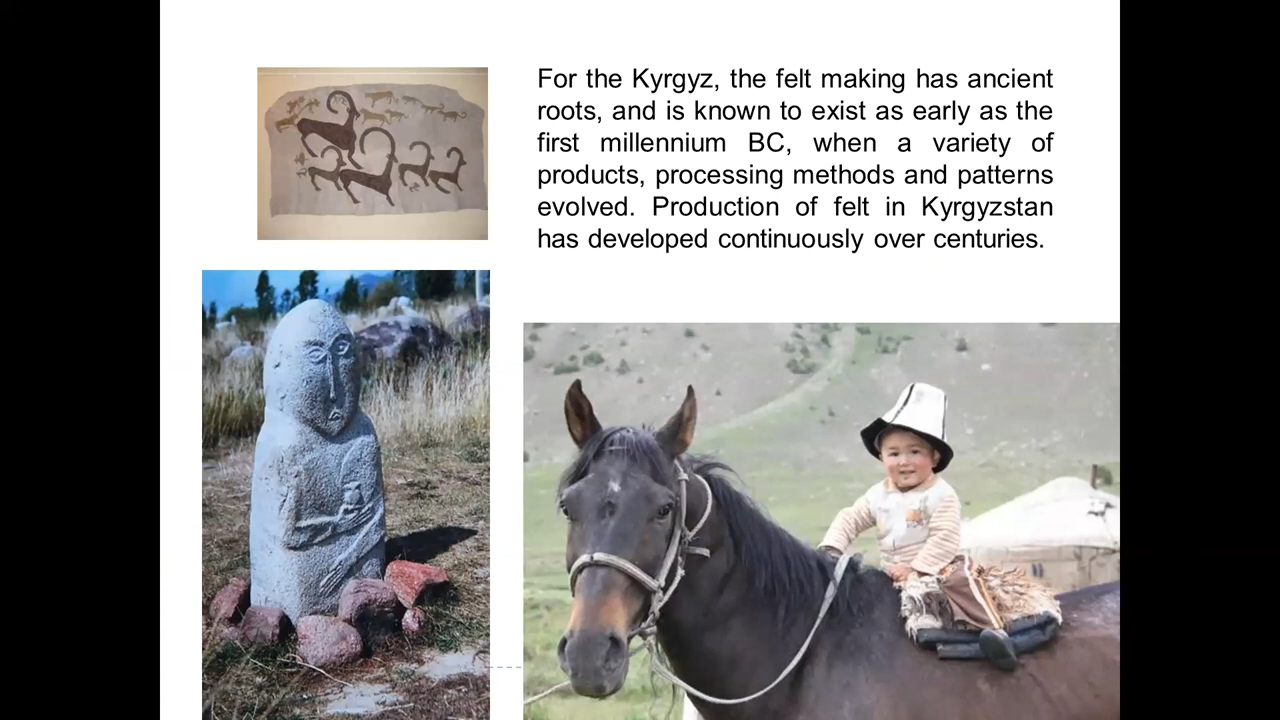 For the Kyrgyz, the felt making has ancient
roots, and is known to exist as early as the
first millennium BC, when a variety of
products, processing methods and patterns
evolved. Production of felt in Kyrgyzstan
has developed continuously over centuries.